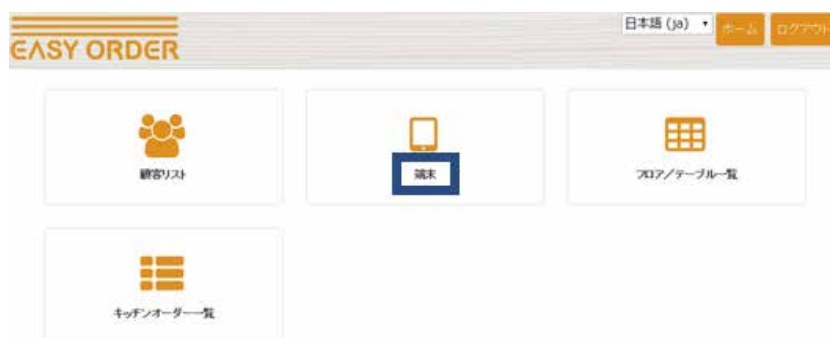 日本語 (ja)
ホーム
ログアウト
EASY ORDER
顧客リスト
端末
フロア/テーブル一覧
キッチンオーダー一覧